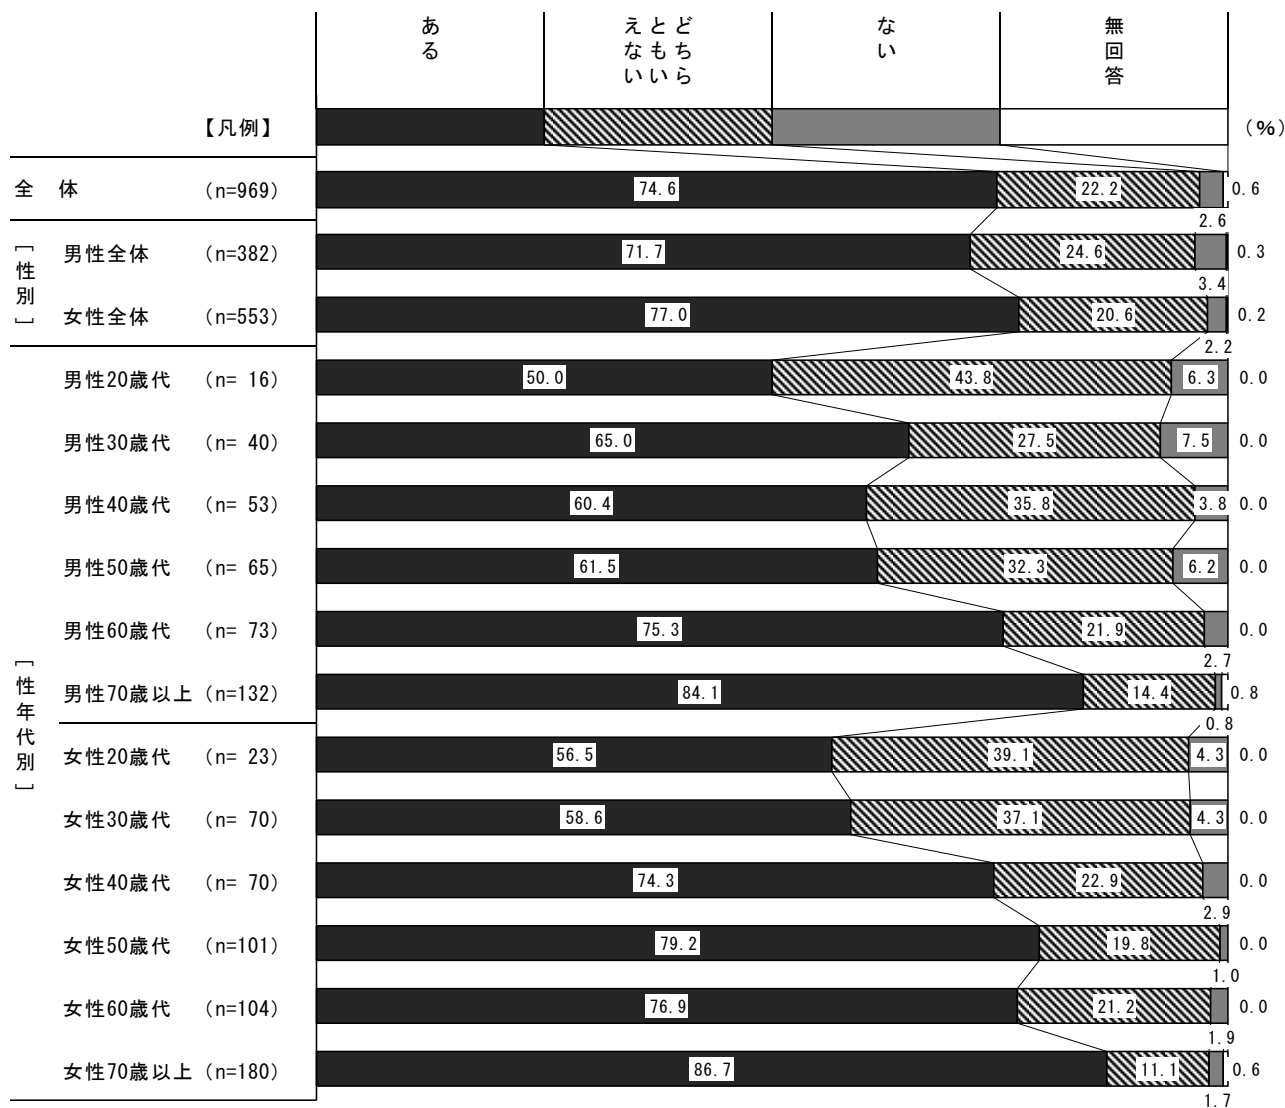 ある
どちらともいえない
ない
無回答
【凡例】 (%)
全 体 (n=969) 74.6 22.2 2.6 0.6
[性別]
男性全体 (n=382) 71.7 24.6 3.4 0.3
女性全体 (n=553) 77.0 20.6 2.2 0.2
[性年代別]
男性20歳代 (n= 16) 50.0 43.8 6.3 0.0
男性30歳代 (n= 40) 65.0 27.5 7.5 0.0
男性40歳代 (n= 53) 60.4 35.8 3.8 0.0
男性50歳代 (n= 65) 61.5 32.3 6.2 0.0
男性60歳代 (n= 73) 75.3 21.9 2.7 0.0
男性70歳以上 (n=132) 84.1 14.4 0.8 0.8
女性20歳代 (n= 23) 56.5 39.1 4.3 0.0
女性30歳代 (n= 70) 58.6 37.1 4.3 0.0
女性40歳代 (n= 70) 74.3 22.9 2.9 0.0
女性50歳代 (n=101) 79.2 19.8 1.0 0.0
女性60歳代 (n=104) 76.9 21.2 1.9 0.0
女性70歳以上 (n=180) 86.7 11.1 1.7 0.6